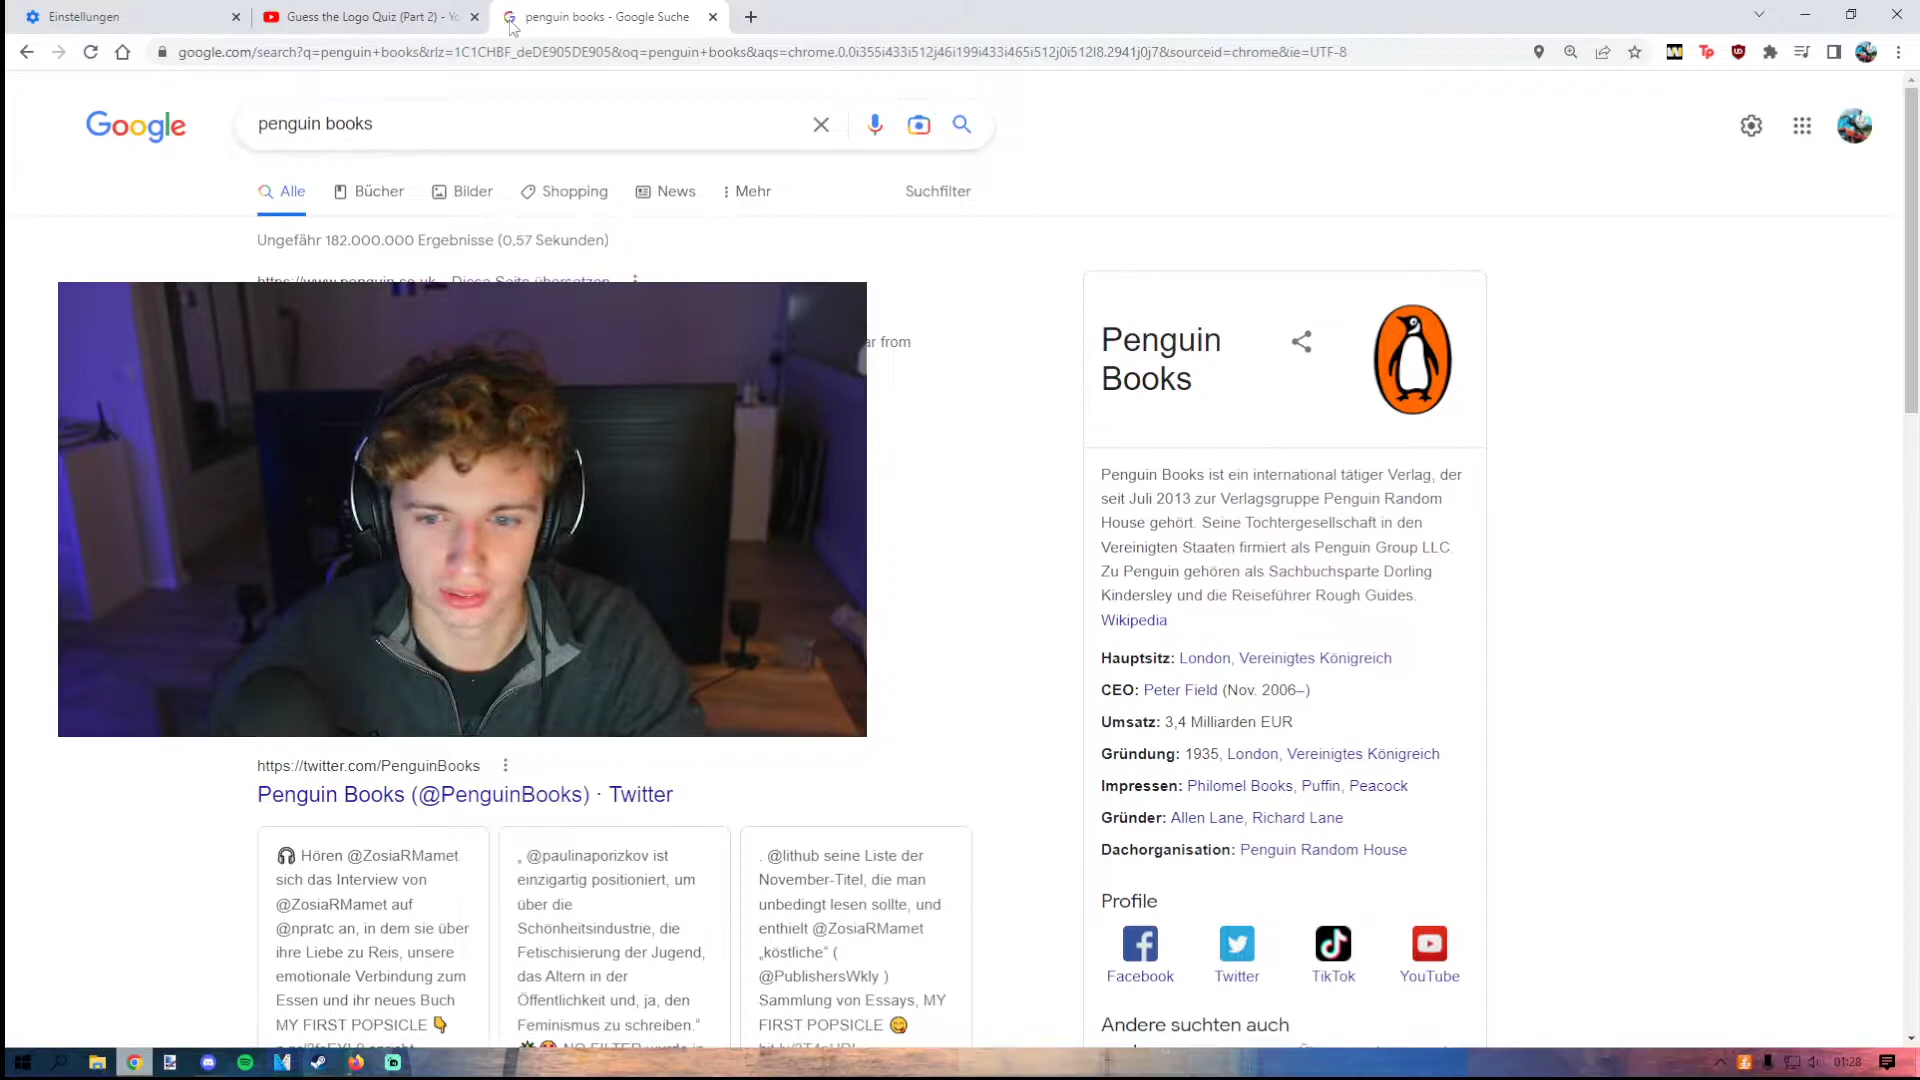 Einstellungen
Guess the Logo Quiz (Part 2) - Yo
penguin books - Google Suche
google.com/search?q=penguin+books&rlz=1C1CHBF_deDE905DE905&oq=penguin+books&aqs=chrome.0.0i355i433i512j46i199i433i465i512j0i512l8.2941j0j7&sourceid=chrome&ie=UTF-8
Google
penguin books
Alle
Bücher
Bilder
Shopping
News
Mehr
Suchfilter
Ungefähr 182.000.000 Ergebnisse (0,57 Sekunden)
https://www.penguin.co.uk - Diese Seite übersetzen
ar from
https://twitter.com/PenguinBooks
Penguin Books (@PenguinBooks) · Twitter
🎧 Hören @ZosiaRMamet
sich das Interview von
@ZosiaRMamet auf
@npratc an, in dem sie über
ihre Liebe zu Reis, unsere
emotionale Verbindung zum
Essen und ihr neues Buch
MY FIRST POPSICLE 👇
„ @paulinaporizkov ist
einzigartig positioniert, um
über die
Schönheitsindustrie, die
Fetischisierung der Jugend,
das Altern in der
Öffentlichkeit und, ja, den
Feminismus zu schreiben.“
. @lithub seine Liste der
November-Titel, die man
unbedingt lesen sollte, und
enthielt @ZosiaRMamet
„köstliche“ (
@PublishersWkly )
Sammlung von Essays, MY
FIRST POPSICLE 😋
Penguin
Books
Penguin Books ist ein international tätiger Verlag, der
seit Juli 2013 zur Verlagsgruppe Penguin Random
House gehört. Seine Tochtergesellschaft in den
Vereinigten Staaten firmiert als Penguin Group LLC.
Zu Penguin gehören als Sachbuchsparte Dorling
Kindersley und die Reiseführer Rough Guides.
Wikipedia
Hauptsitz: London, Vereinigtes Königreich
CEO: Peter Field (Nov. 2006–)
Umsatz: 3,4 Milliarden EUR
Gründung: 1935, London, Vereinigtes Königreich
Impressen: Philomel Books, Puffin, Peacock
Gründer: Allen Lane, Richard Lane
Dachorganisation: Penguin Random House
Profile
Facebook
Twitter
TikTok
YouTube
Andere suchten auch
01:28